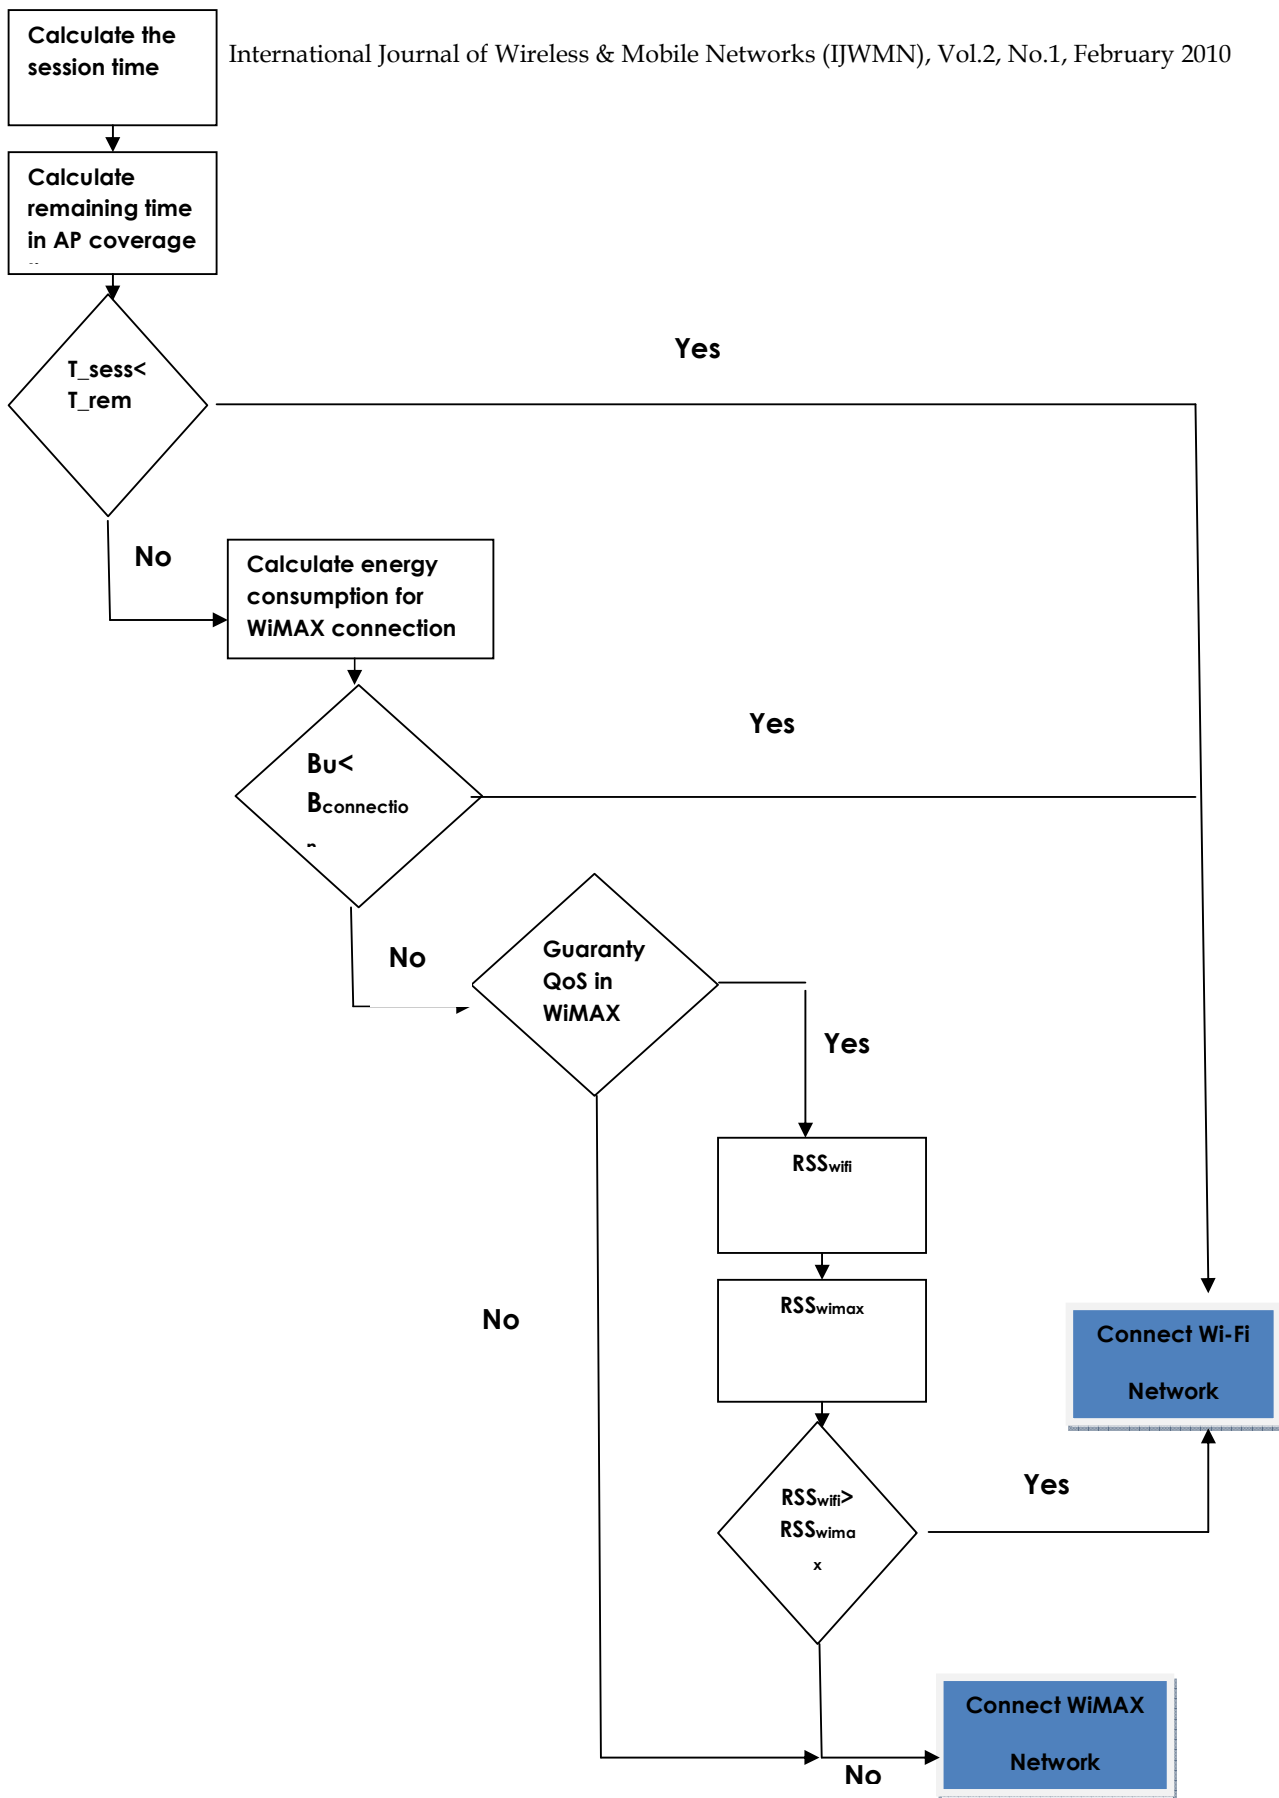 Calculate the
session time
International Journal of Wireless & Mobile Networks (IJWMN), Vol.2, No.1, February 2010
Calculate
remaining time
in AP coverage
Yes
T_sess<
T_rem
No
Calculate energy
consumption for
WiMAX connection
Yes
Bu<
Bconnectio
n
No
Guaranty
QoS in
WiMAX
Yes
RSSwifi
No
RSSwimax
Connect Wi-Fi
Network
Yes
RSSwifi>
RSSwima
x
Connect WiMAX
Network
No